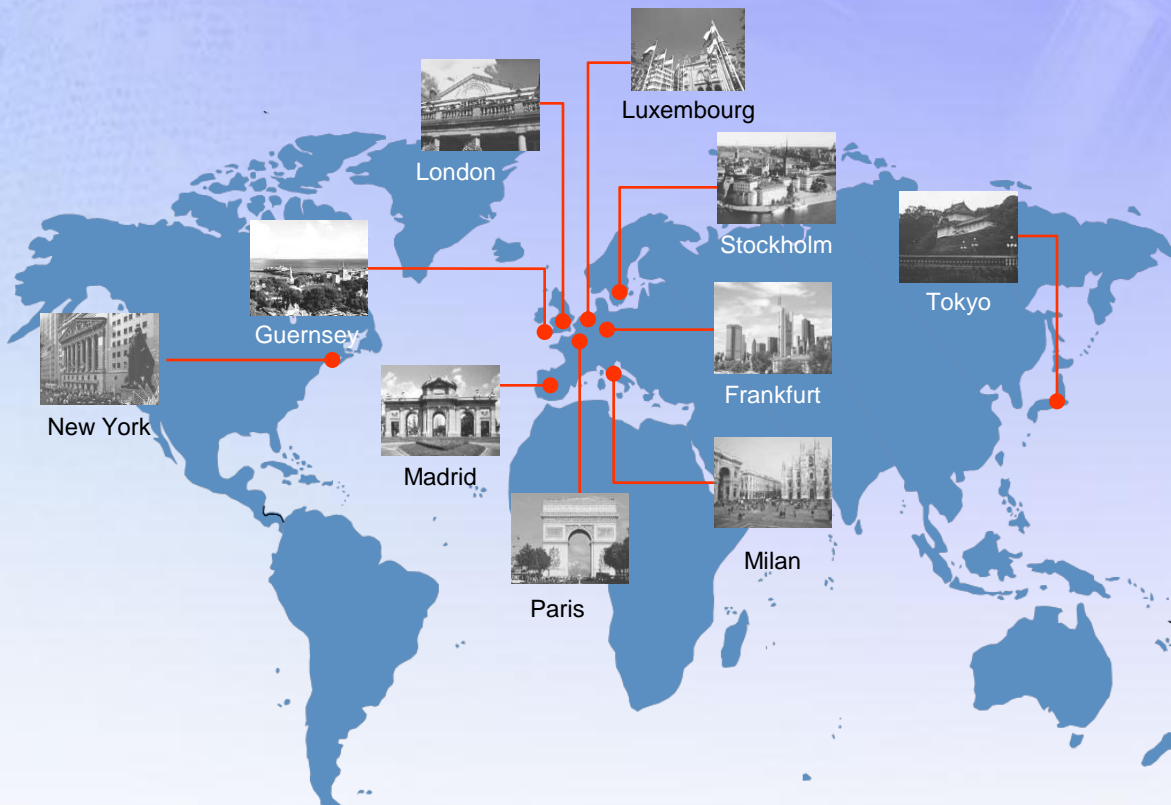 Luxembourg
London
Stockholm
Tokyo
Guernsey
Frankfurt
New York
Madrid
Milan
Paris